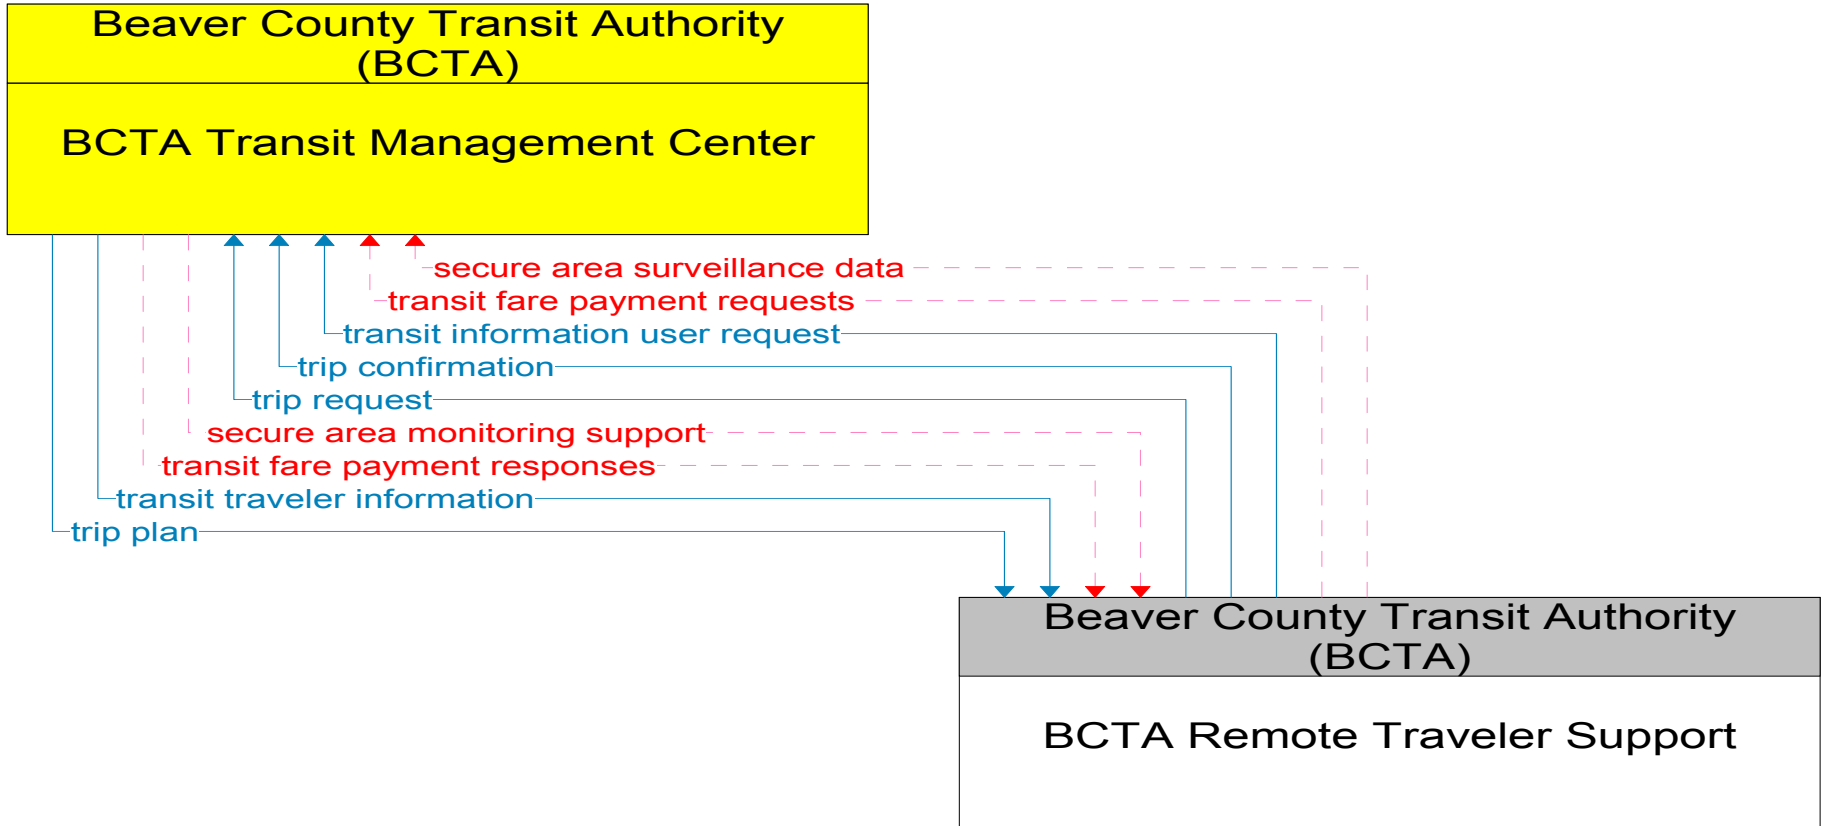 Beaver County Transit Authority
(BCTA)
BCTA Transit Management Center
secure area surveillance data
transit fare payment requests
transit information user request
trip confirmation
trip request
secure area monitoring support
transit fare payment responses
transit traveler information
trip plan
Beaver County Transit Authority
(BCTA)
BCTA Remote Traveler Support